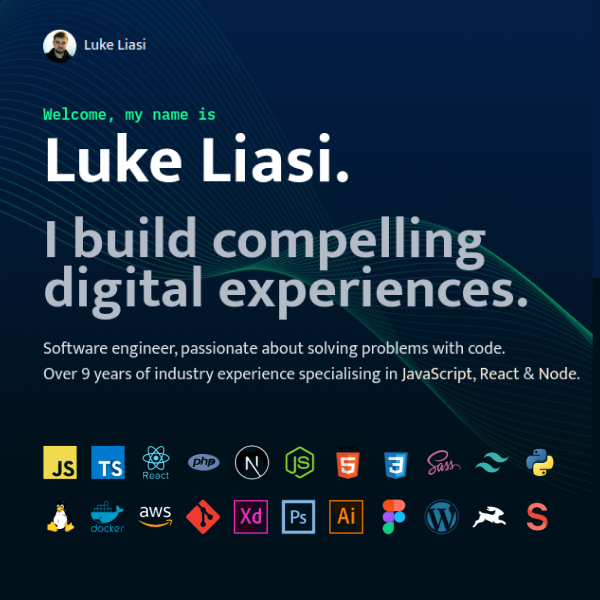 Luke Liasi
Welcome, my name is
Luke Liasi.
I build compelling
digital experiences.
Software engineer, passionate about solving problems with code.
Over 9 years of industry experience specialising in JavaScript, React & Node.
JS TS React php N JS 5 3 Sass
docker aws Xd Ps Ai W S